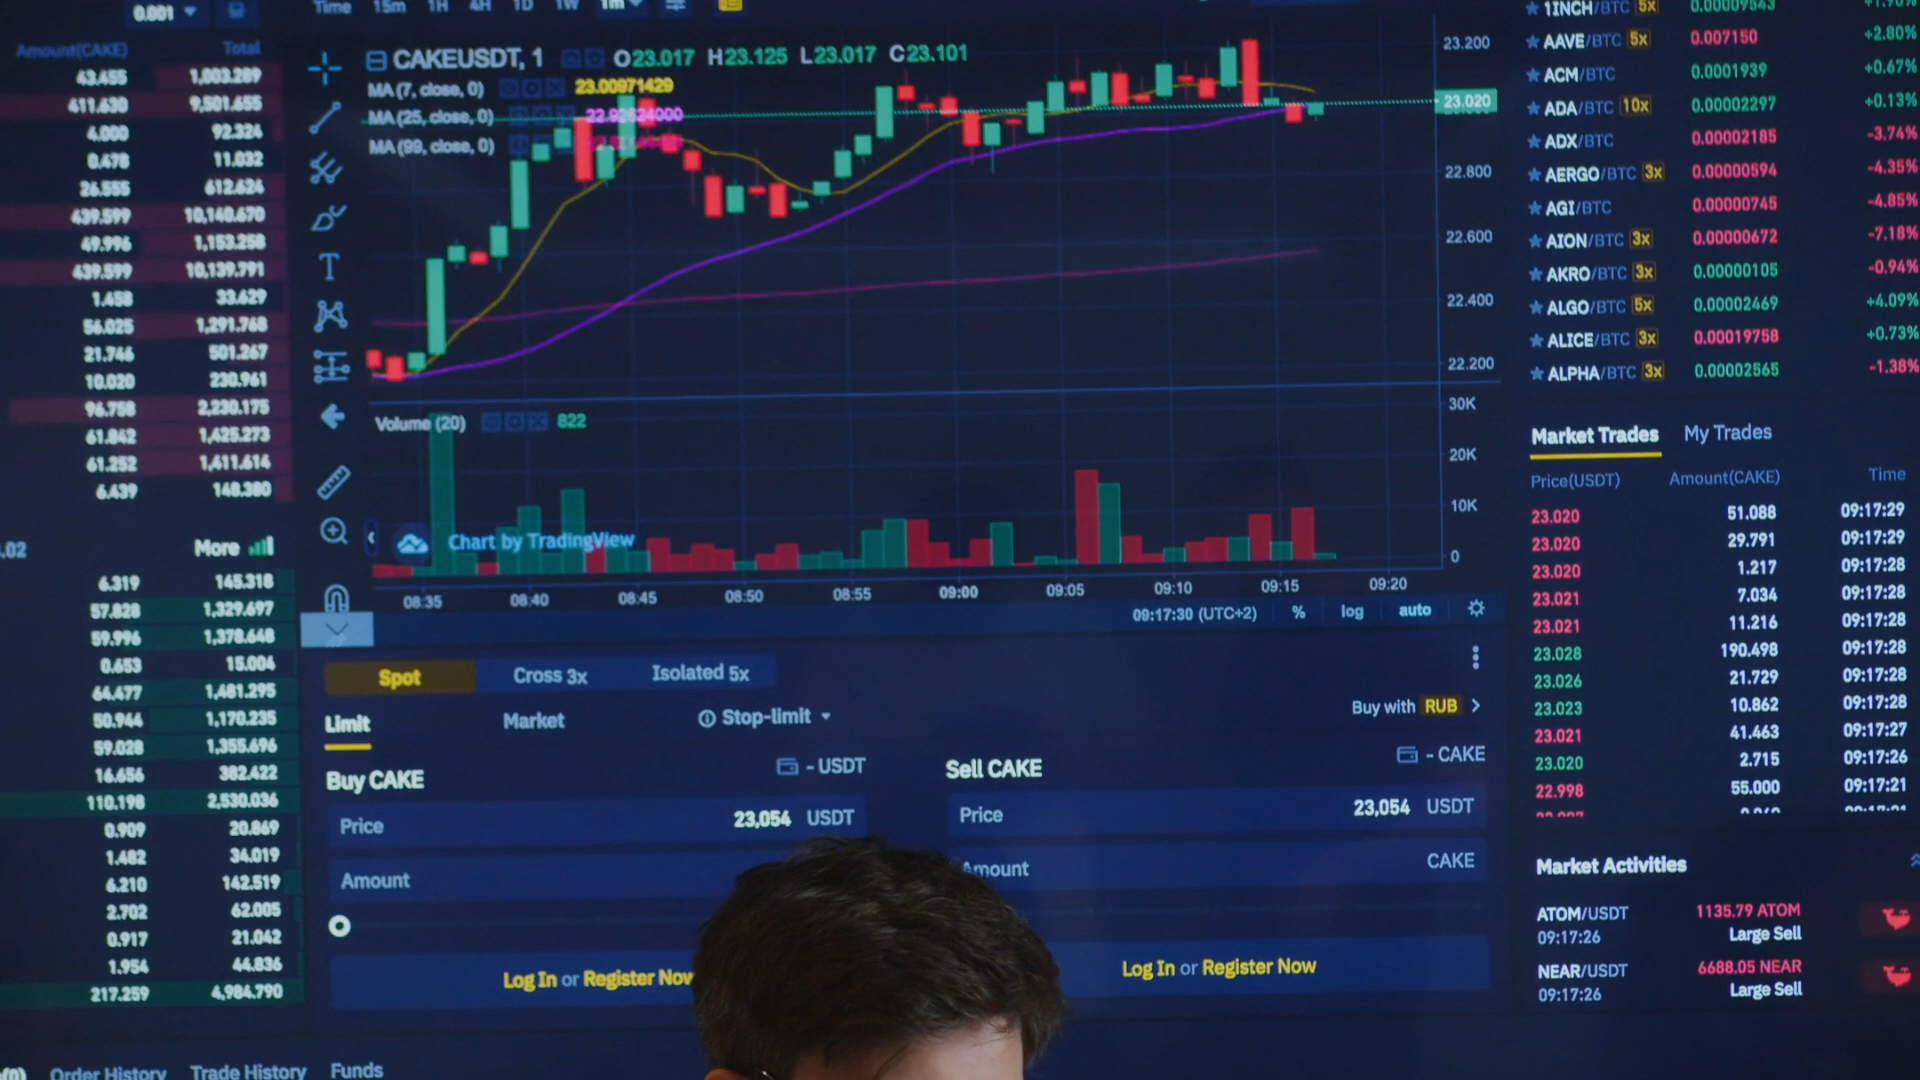 0.001
Time 15m 1H 4H 1D 1W 1m
Amount(CAKE) Total
43.455 1,003.289
411.630 9,501.655
4.000 92.324
0.478 11.032
26.555 612.624
439.599 10,140.670
49.996 1,153.258
439.599 10,139.791
1.458 33.629
56.025 1,291.768
21.746 501.267
10.020 230.961
96.758 2,230.175
61.842 1,425.273
61.252 1,411.614
6.439 148.380
More
6.319 145.318
57.828 1,329.697
59.996 1,378.648
0.653 15.004
64.477 1,481.295
50.944 1,170.235
59.028 1,355.696
16.656 382.422
110.198 2,530.036
0.909 20.869
1.482 34.019
6.210 142.519
2.702 62.005
0.917 21.042
1.954 44.836
217.259 4,984.790
Order History Trade History Funds
CAKEUSDT, 1 O23.017 H23.125 L23.017 C23.101
MA (7, close, 0) 23.00971429
MA (25, close, 0)
MA (99, close, 0)
23.200
23.020
22.800
22.600
22.400
22.200
Volume (20) 822
30K
20K
10K
0
Chart by TradingView
08:35 08:40 08:45 08:50 08:55 09:00 09:05 09:10 09:15 09:20
09:17:30 (UTC+2) % log auto
Spot Cross 3x Isolated 5x
Limit Market Stop-limit
Buy with RUB
Buy CAKE - USDT
Price 23,054 USDT
Amount
Log In or Register Now
Sell CAKE - CAKE
Price 23,054 USDT
Amount CAKE
Log In or Register Now
1INCH/BTC 5x 0.00009543
AAVE/BTC 5x 0.007150 +2.80%
ACM/BTC 0.0001939 +0.67%
ADA/BTC 10x 0.00002297 +0.13%
ADX/BTC 0.00002185 -3.74%
AERGO/BTC 3x 0.00000594 -4.35%
AGI/BTC 0.00000745 -4.85%
AION/BTC 3x 0.00000672 -7.18%
AKRO/BTC 3x 0.00000105 -0.94%
ALGO/BTC 5x 0.00002469 +4.09%
ALICE/BTC 3x 0.00019758 +0.73%
ALPHA/BTC 3x 0.00002565 -1.38%
Market Trades My Trades
Price(USDT) Amount(CAKE) Time
23.020 51.088 09:17:29
23.020 29.791 09:17:29
23.020 1.217 09:17:28
23.021 7.034 09:17:28
23.021 11.216 09:17:28
23.028 190.498 09:17:28
23.026 21.729 09:17:28
23.023 10.862 09:17:28
23.021 41.463 09:17:27
23.020 2.715 09:17:26
22.998 55.000 09:17:21
Market Activities
ATOM/USDT 1135.79 ATOM
09:17:26 Large Sell
NEAR/USDT 6688.05 NEAR
09:17:26 Large Sell